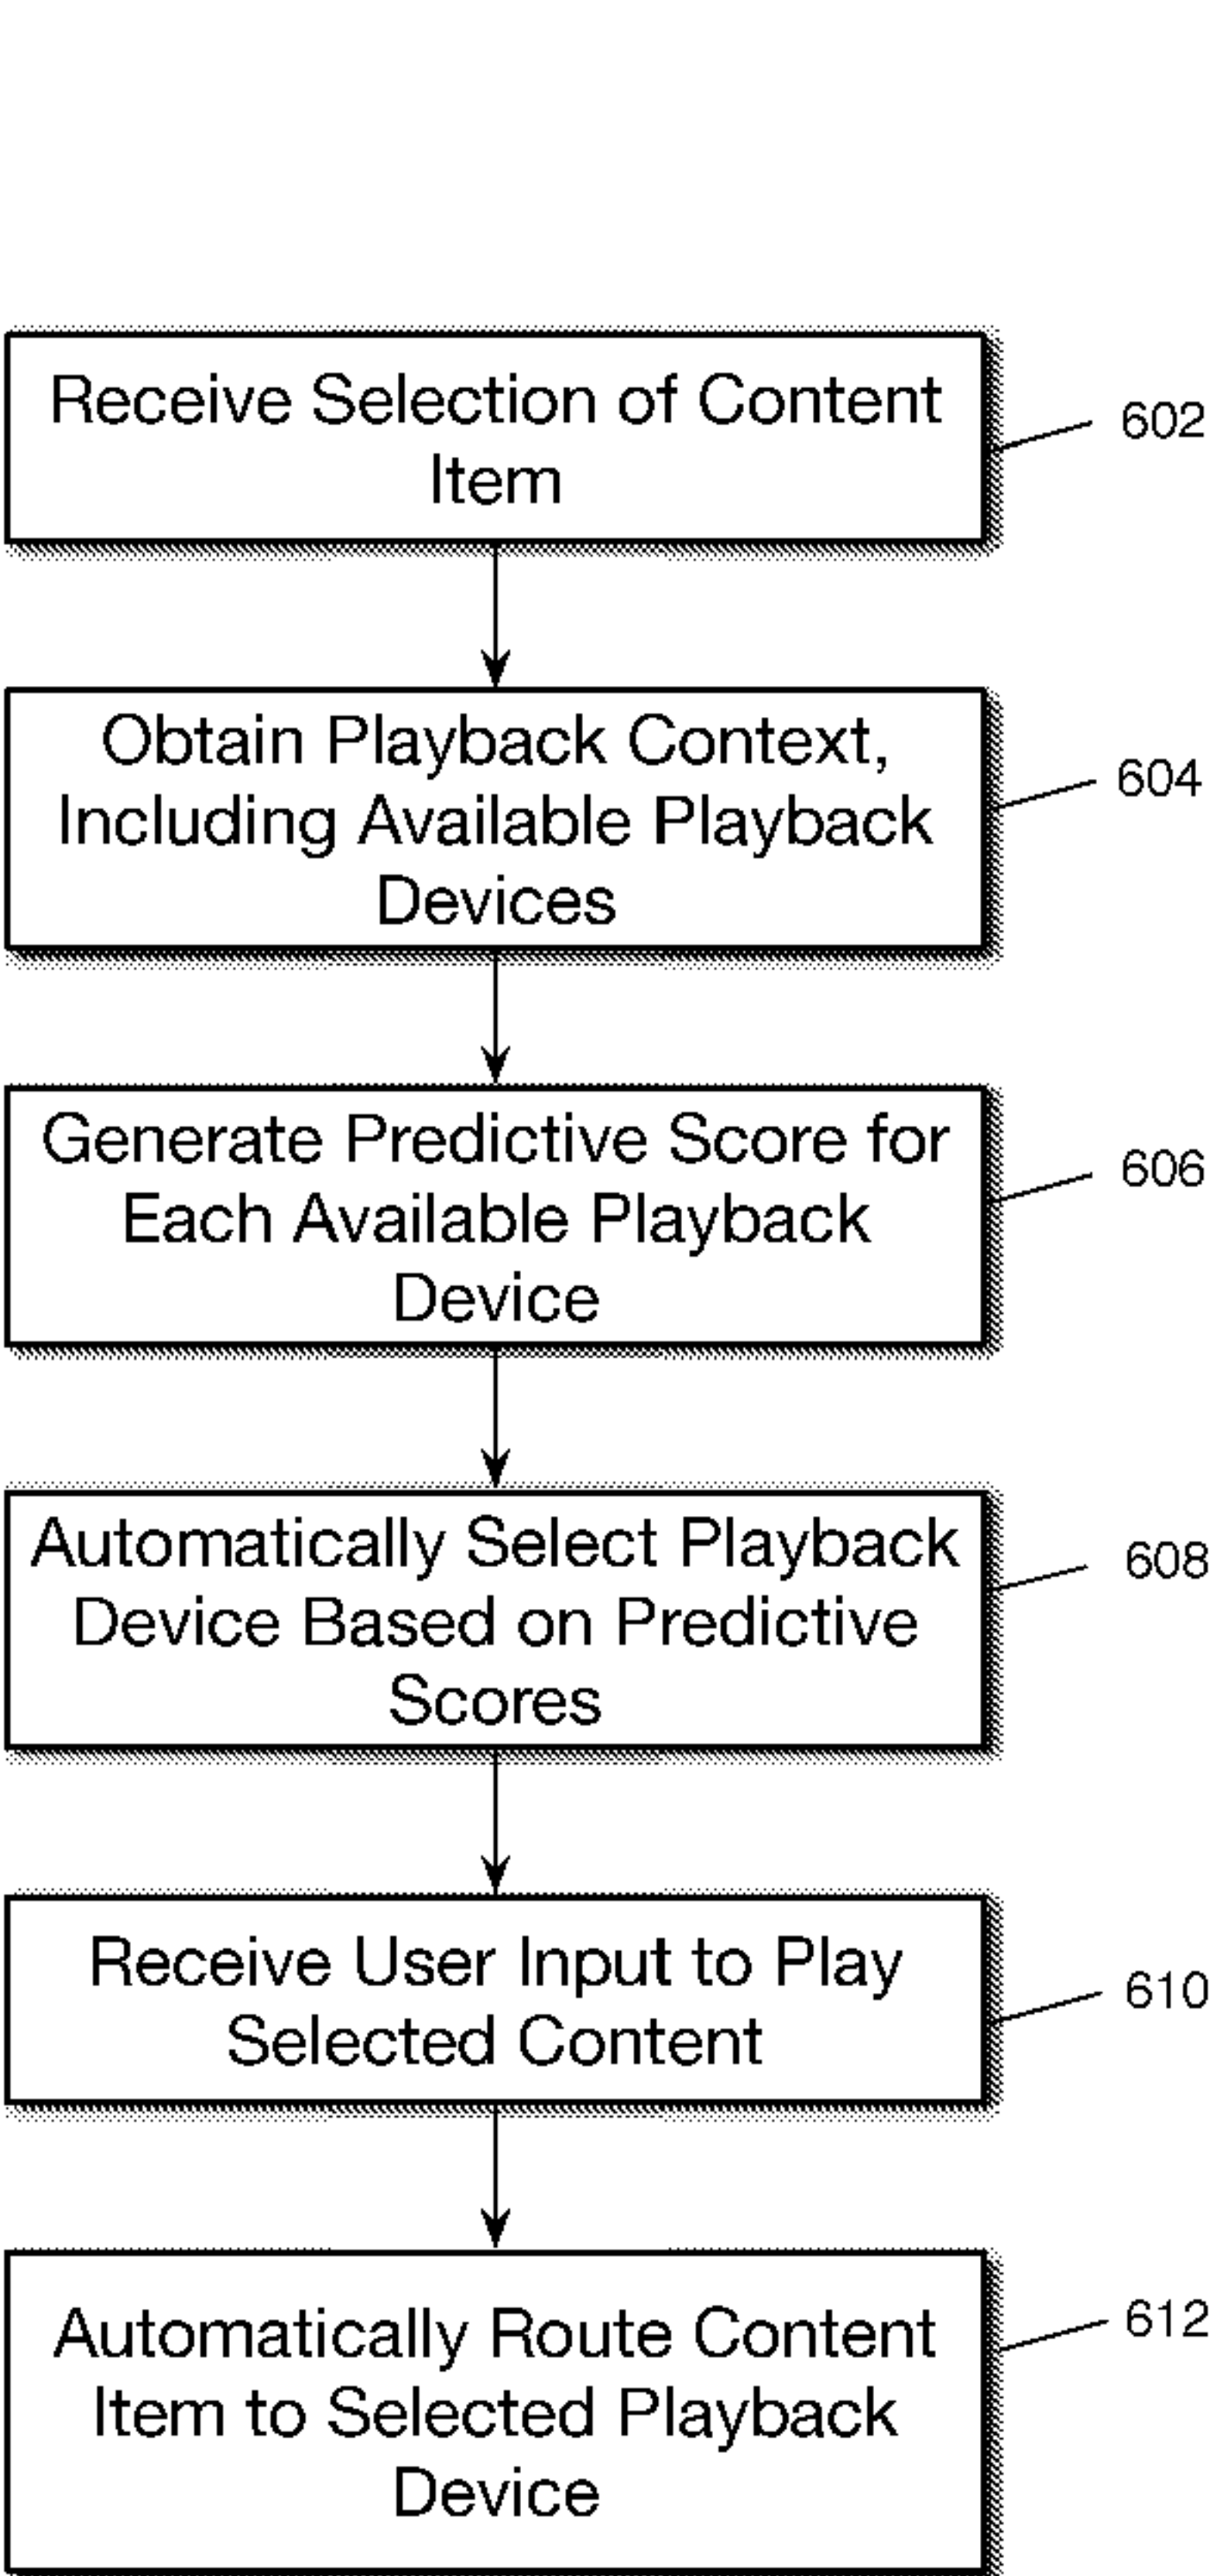 Receive Selection of Content
Item
602
Obtain Playback Context,
Including Available Playback
Devices
604
Generate Predictive Score for
Each Available Playback
Device
606
Automatically Select Playback
Device Based on Predictive
Scores
608
Receive User Input to Play
Selected Content
610
Automatically Route Content
Item to Selected Playback
Device
612